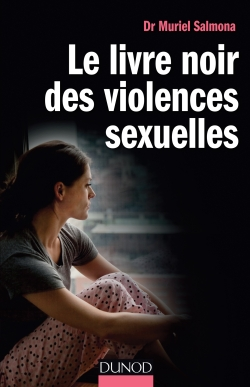 Dr Muriel Salmona
Le livre noir
des violences
sexuelles
DUNOD